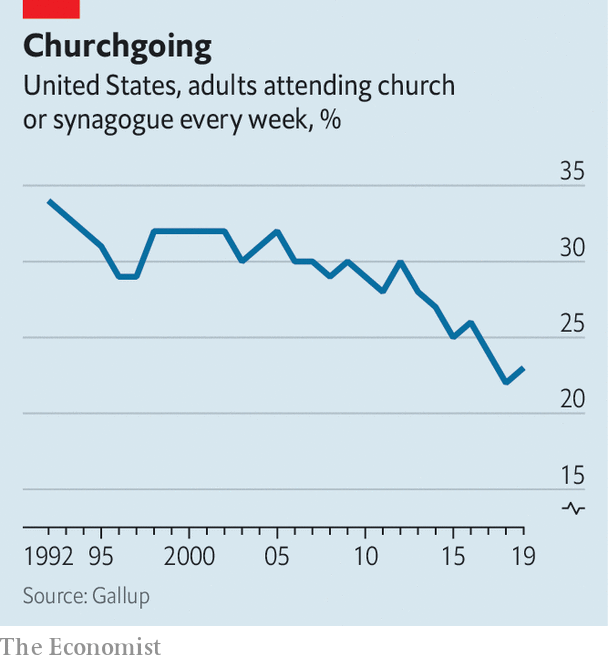 Churchgoing
United States, adults attending church
or synagogue every week, %
35
30
25
20
15
1992 95 2000 05 10 15 19
Source: Gallup
The Economist